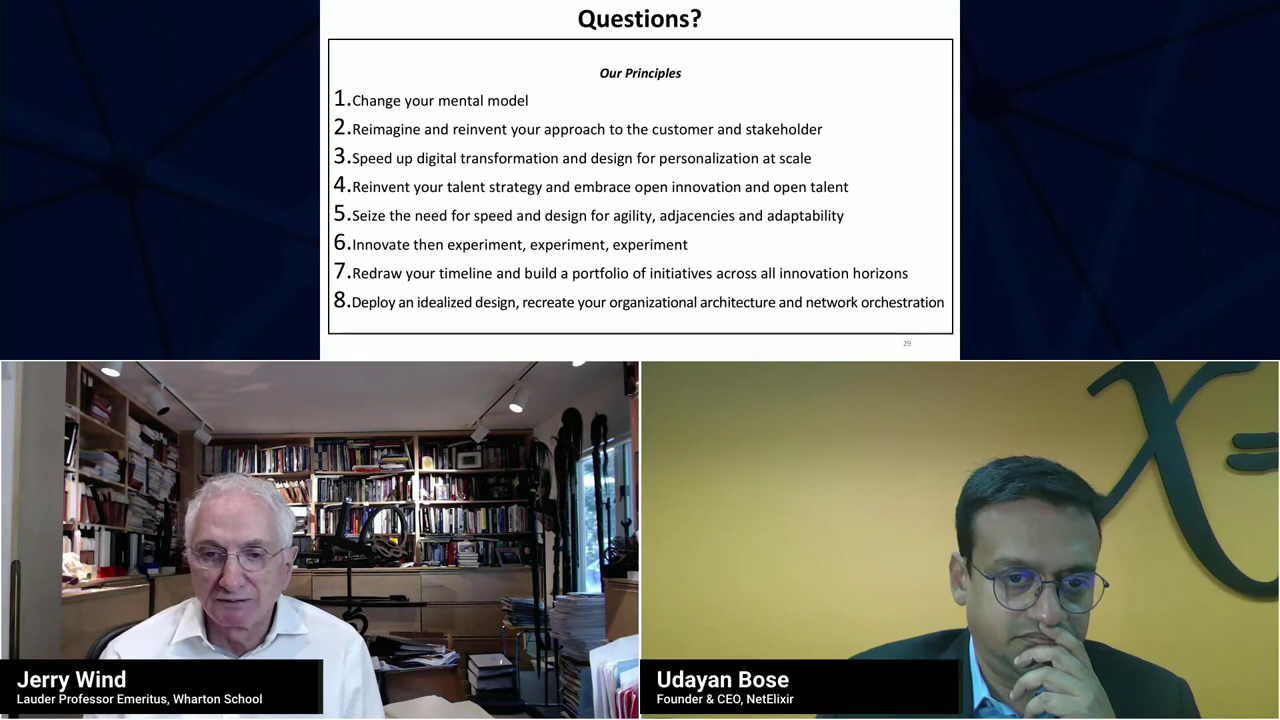 Questions?
Our Principles
1.Change your mental model
2.Reimagine and reinvent your approach to the customer and stakeholder
3.Speed up digital transformation and design for personalization at scale
4.Reinvent your talent strategy and embrace open innovation and open talent
5.Seize the need for speed and design for agility, adjacencies and adaptability
6.Innovate then experiment, experiment, experiment
7.Redraw your timeline and build a portfolio of initiatives across all innovation horizons
8.Deploy an idealized design, recreate your organizational architecture and network orchestration
29
X=
Jerry Wind
Lauder Professor Emeritus, Wharton School
Udayan Bose
Founder & CEO, NetElixir